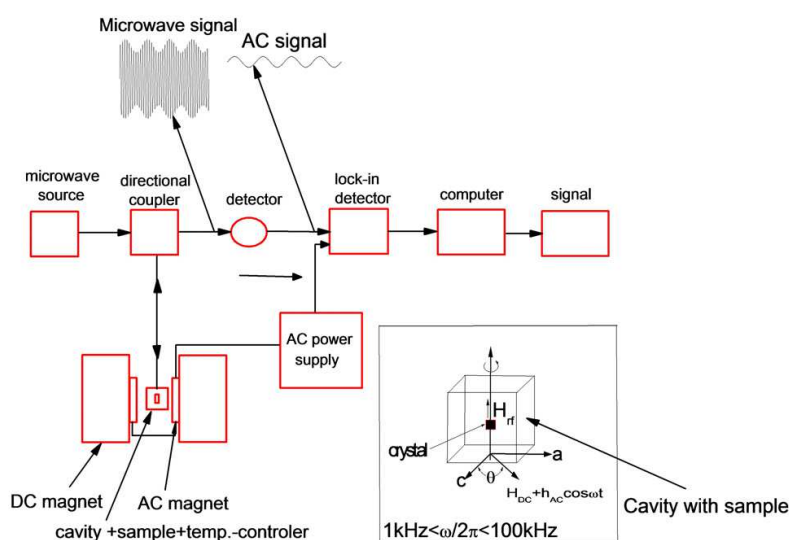 Microwave signal
AC signal
microwave
source
directional
coupler
detector
lock-in
detector
computer
signal
AC power
supply
DC magnet
AC magnet
cavity +sample+temp.-controler
H rf
crystal
a
c
θ
H DC +h AC cosωt
Cavity with sample
1kHz<ω/2π<100kHz